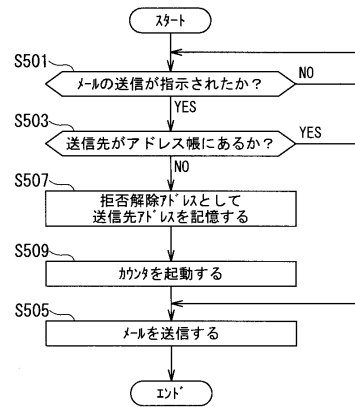 スタート
S501
メールの送信が指示されたか？
NO
YES
S503
送信先がアドレス帳にあるか？
YES
NO
S507
拒否解除アドレスとして
送信先アドレスを記憶する
S509
カウンタを起動する
S505
メールを送信する
エンド